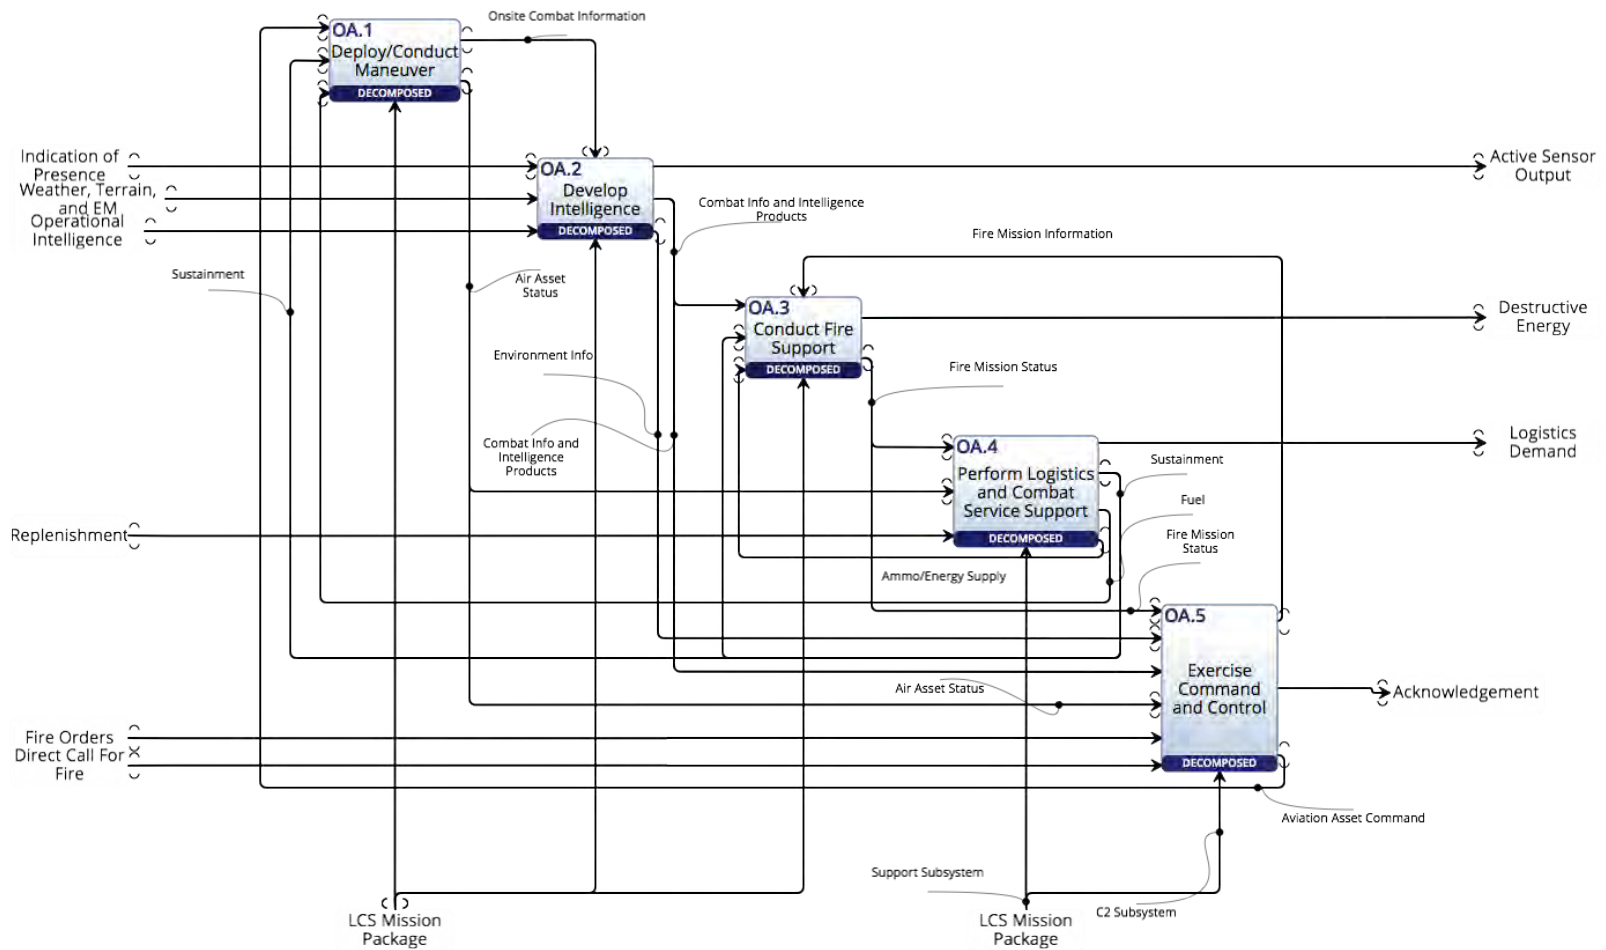 Onsite Combat Information
OA.1
Deploy/Conduct
Maneuver
DECOMPOSED
Indication of
Presence
Weather, Terrain,
and EM
Operational
Intelligence
OA.2
Develop
Intelligence
DECOMPOSED
Active Sensor
Output
Combat Info and Intelligence
Products
Fire Mission Information
Sustainment
Air Asset
Status
OA.3
Conduct Fire
Support
DECOMPOSED
Destructive
Energy
Environment Info
Fire Mission Status
Combat Info and
Intelligence
Products
OA.4
Perform Logistics
and Combat
Service Support
DECOMPOSED
Logistics
Demand
Sustainment
Fuel
Fire Mission
Status
Replenishment
Ammo/Energy Supply
OA.5
Exercise
Command
and Control
DECOMPOSED
Air Asset Status
Acknowledgement
Fire Orders
Direct Call For
Fire
Aviation Asset Command
Support Subsystem
C2 Subsystem
LCS Mission
Package
LCS Mission
Package